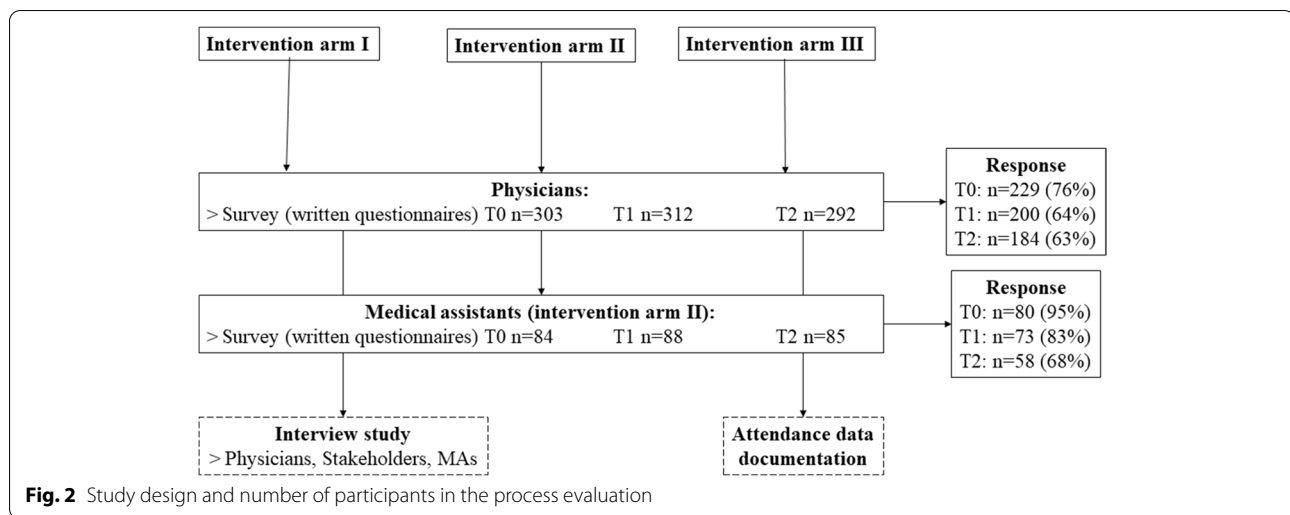 Intervention arm I
Intervention arm II
Intervention arm III
Physicians:
> Survey (written questionnaires) T0 n=303 T1 n=312 T2 n=292
Response
T0: n=229 (76%)
T1: n=200 (64%)
T2: n=184 (63%)
Medical assistants (intervention arm II):
> Survey (written questionnaires) T0 n=84 T1 n=88 T2 n=85
Response
T0: n=80 (95%)
T1: n=73 (83%)
T2: n=58 (68%)
Interview study
> Physicians, Stakeholders, MAs
Attendance data
documentation
Fig. 2 Study design and number of participants in the process evaluation